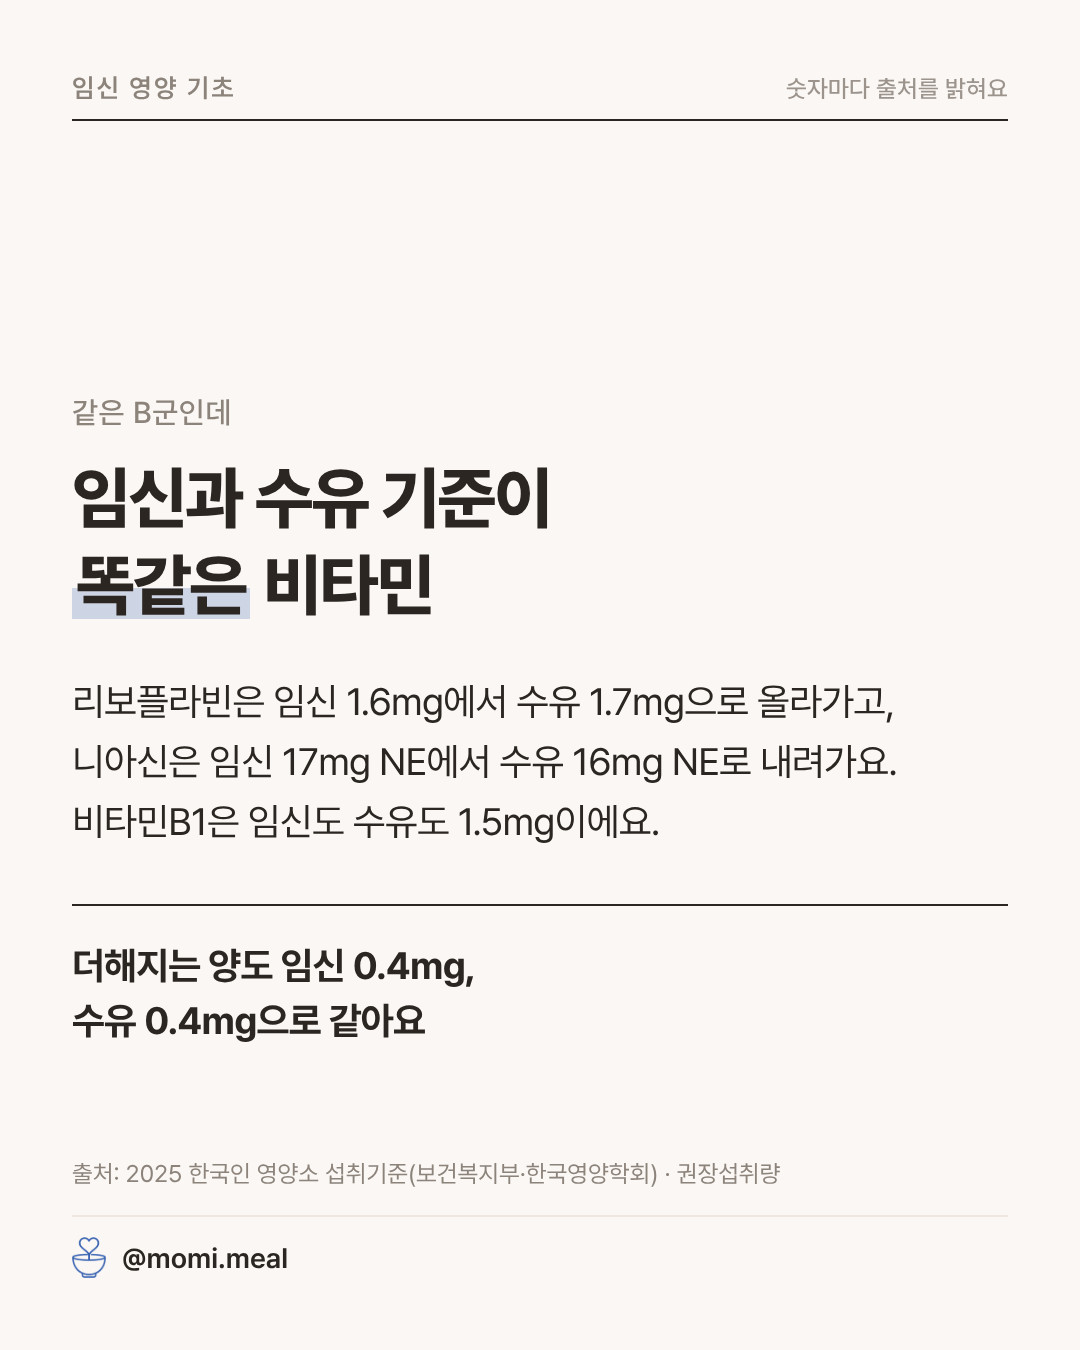 임신 영양 기초
숫자마다 출처를 밝혀요
같은 B군인데
임신과 수유 기준이
똑같은 비타민
리보플라빈은 임신 1.6mg에서 수유 1.7mg으로 올라가고,
니아신은 임신 17mg NE에서 수유 16mg NE로 내려가요.
비타민B1은 임신도 수유도 1.5mg이에요.
더해지는 양도 임신 0.4mg,
수유 0.4mg으로 같아요
출처: 2025 한국인 영양소 섭취기준(보건복지부·한국영양학회) · 권장섭취량
@momi.meal